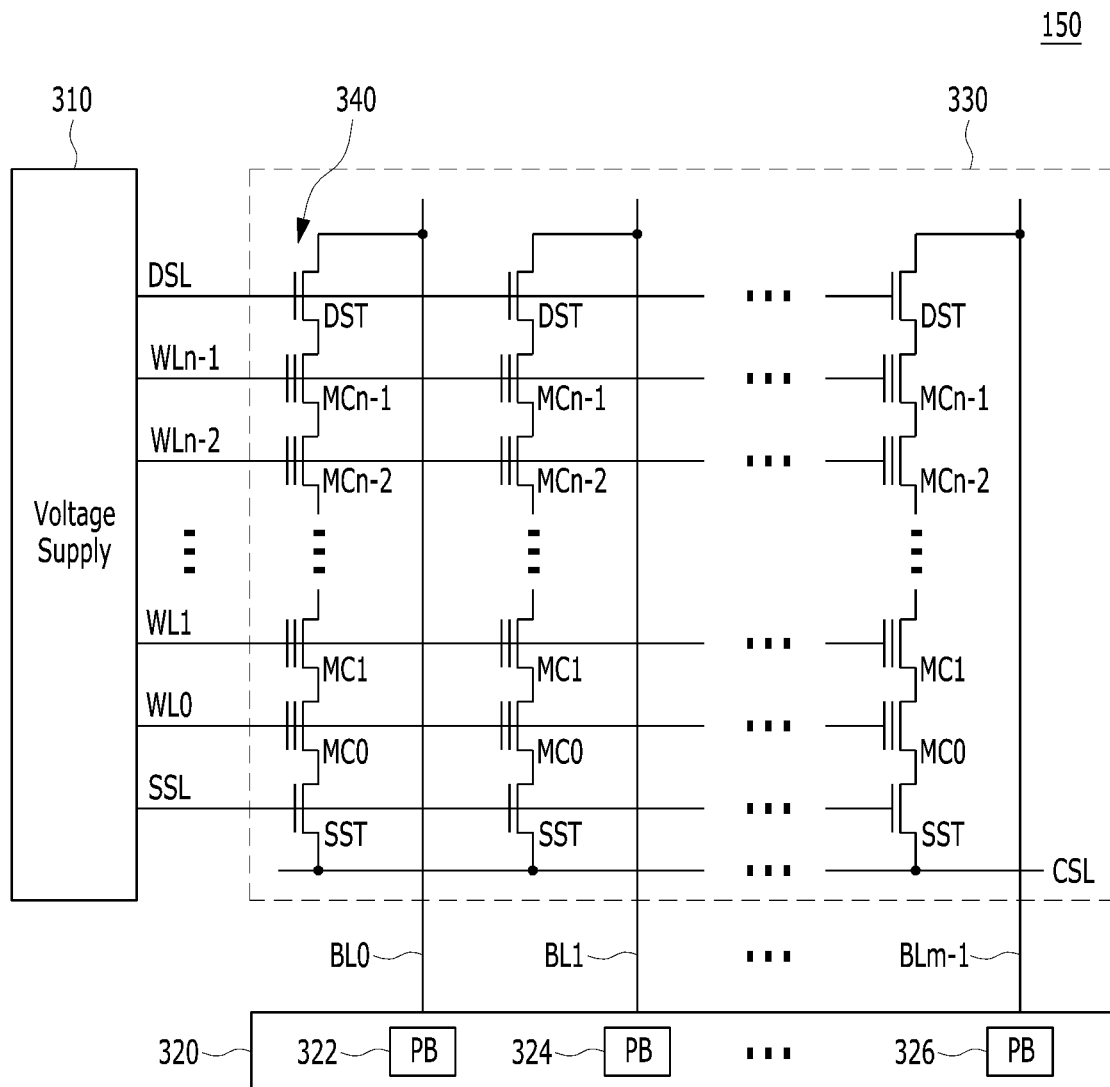 150
310 340 330
DSL
DST DST DST
WLn-1
MCn-1 MCn-1 MCn-1
WLn-2
MCn-2 MCn-2 MCn-2
Voltage
Supply
WL1
MC1 MC1 MC1
WL0
MC0 MC0 MC0
SSL
SST SST SST
CSL
BL0 BL1 BLm-1
320 322 PB 324 PB 326 PB